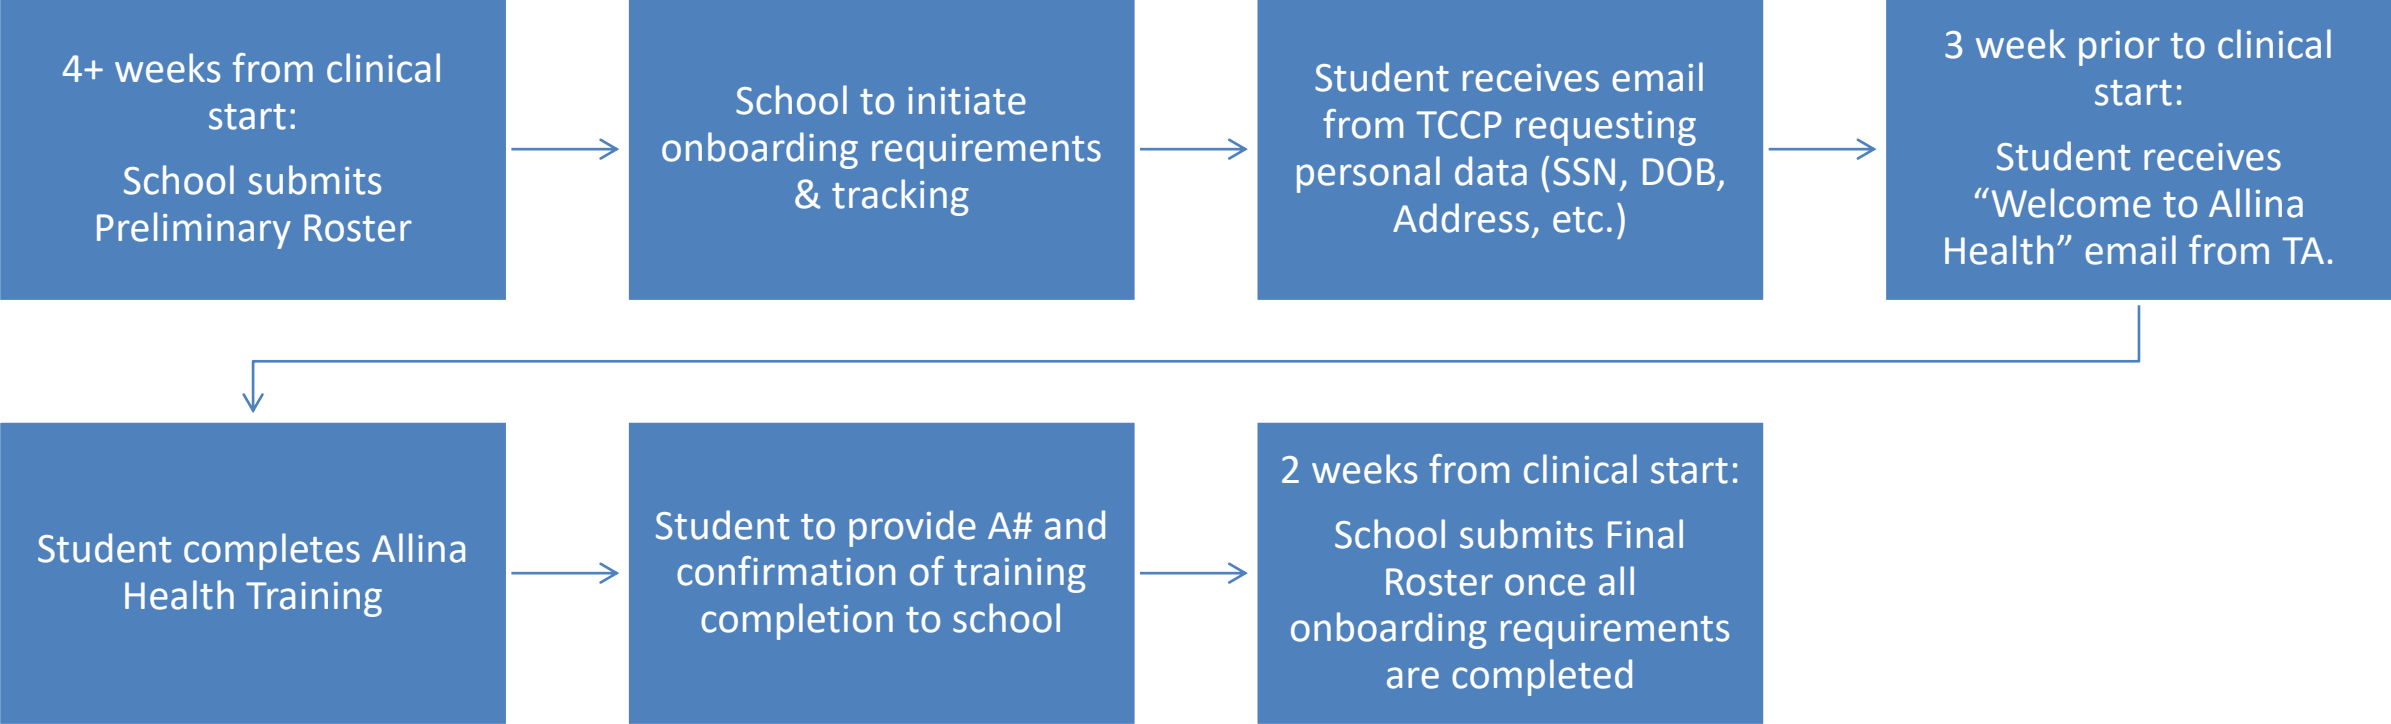 4+ weeks from clinical
start:
School submits
Preliminary Roster
School to initiate
onboarding requirements
& tracking
Student receives email
from TCCP requesting
personal data (SSN, DOB,
Address, etc.)
3 week prior to clinical
start:
Student receives
“Welcome to Allina
Health” email from TA.
Student completes Allina
Health Training
Student to provide A# and
confirmation of training
completion to school
2 weeks from clinical start:
School submits Final
Roster once all
onboarding requirements
are completed